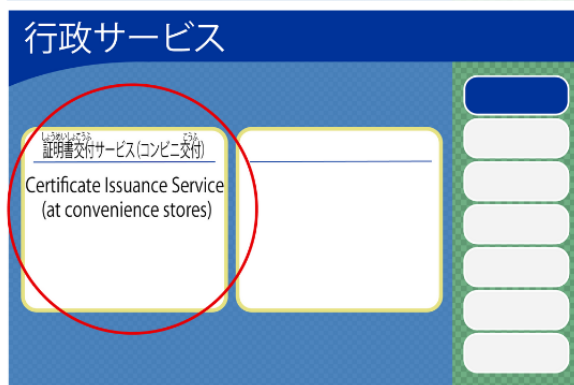 行政サービス
しょうめいしょこうふ こうふ
証明書交付サービス(コンビニ交付)
Certificate Issuance Service
(at convenience stores)